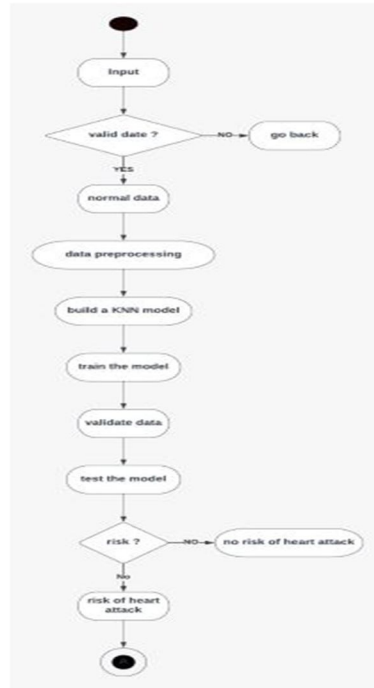 Input
valid date ?
NO
go back
YES
normal data
data preprocessing
build a KNN model
train the model
validate data
test the model
risk ?
NO
no risk of heart attack
No
risk of heart
attack